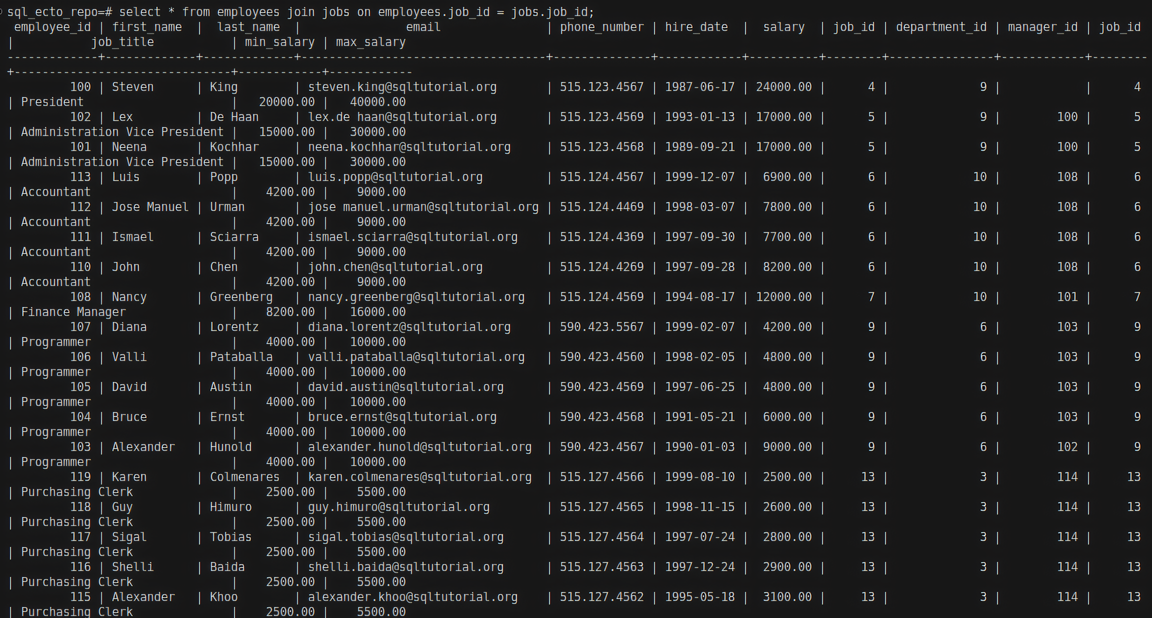 sql_ecto_repo=# select * from employees join jobs on employees.job_id = jobs.job_id;
 employee_id | first_name  |  last_name  |               email               | phone_number | hire_date  |  salary  | job_id | department_id | manager_id | job_id 
|           job_title           | min_salary | max_salary 
-------------+-------------+-------------+-----------------------------------+--------------+------------+----------+--------+---------------+------------+--------
+-------------------------------+------------+------------
         100 | Steven      | King        | steven.king@sqltutorial.org       | 515.123.4567 | 1987-06-17 | 24000.00 |      4 |             9 |            |      4 
| President                     |   20000.00 |   40000.00
         102 | Lex         | De Haan     | lex.de haan@sqltutorial.org       | 515.123.4569 | 1993-01-13 | 17000.00 |      5 |             9 |        100 |      5 
| Administration Vice President |   15000.00 |   30000.00
         101 | Neena       | Kochhar     | neena.kochhar@sqltutorial.org     | 515.123.4568 | 1989-09-21 | 17000.00 |      5 |             9 |        100 |      5 
| Administration Vice President |   15000.00 |   30000.00
         113 | Luis        | Popp        | luis.popp@sqltutorial.org         | 515.124.4567 | 1999-12-07 |  6900.00 |      6 |            10 |        108 |      6 
| Accountant                    |    4200.00 |    9000.00
         112 | Jose Manuel | Urman       | jose manuel.urman@sqltutorial.org | 515.124.4469 | 1998-03-07 |  7800.00 |      6 |            10 |        108 |      6 
| Accountant                    |    4200.00 |    9000.00
         111 | Ismael      | Sciarra     | ismael.sciarra@sqltutorial.org    | 515.124.4369 | 1997-09-30 |  7700.00 |      6 |            10 |        108 |      6 
| Accountant                    |    4200.00 |    9000.00
         110 | John        | Chen        | john.chen@sqltutorial.org         | 515.124.4269 | 1997-09-28 |  8200.00 |      6 |            10 |        108 |      6 
| Accountant                    |    4200.00 |    9000.00
         108 | Nancy       | Greenberg   | nancy.greenberg@sqltutorial.org   | 515.124.4569 | 1994-08-17 | 12000.00 |      7 |            10 |        101 |      7 
| Finance Manager               |    8200.00 |   16000.00
         107 | Diana       | Lorentz     | diana.lorentz@sqltutorial.org     | 590.423.5567 | 1999-02-07 |  4200.00 |      9 |             6 |        103 |      9 
| Programmer                    |    4000.00 |   10000.00
         106 | Valli       | Pataballa   | valli.pataballa@sqltutorial.org   | 590.423.4560 | 1998-02-05 |  4800.00 |      9 |             6 |        103 |      9 
| Programmer                    |    4000.00 |   10000.00
         105 | David       | Austin      | david.austin@sqltutorial.org      | 590.423.4569 | 1997-06-25 |  4800.00 |      9 |             6 |        103 |      9 
| Programmer                    |    4000.00 |   10000.00
         104 | Bruce       | Ernst       | bruce.ernst@sqltutorial.org       | 590.423.4568 | 1991-05-21 |  6000.00 |      9 |             6 |        103 |      9 
| Programmer                    |    4000.00 |   10000.00
         103 | Alexander   | Hunold      | alexander.hunold@sqltutorial.org  | 590.423.4567 | 1990-01-03 |  9000.00 |      9 |             6 |        102 |      9 
| Programmer                    |    4000.00 |   10000.00
         119 | Karen       | Colmenares  | karen.colmenares@sqltutorial.org  | 515.127.4566 | 1999-08-10 |  2500.00 |     13 |             3 |        114 |     13 
| Purchasing Clerk              |    2500.00 |    5500.00
         118 | Guy         | Himuro      | guy.himuro@sqltutorial.org        | 515.127.4565 | 1998-11-15 |  2600.00 |     13 |             3 |        114 |     13 
| Purchasing Clerk              |    2500.00 |    5500.00
         117 | Sigal       | Tobias      | sigal.tobias@sqltutorial.org      | 515.127.4564 | 1997-07-24 |  2800.00 |     13 |             3 |        114 |     13 
| Purchasing Clerk              |    2500.00 |    5500.00
         116 | Shelli      | Baida       | shelli.baida@sqltutorial.org      | 515.127.4563 | 1997-12-24 |  2900.00 |     13 |             3 |        114 |     13 
| Purchasing Clerk              |    2500.00 |    5500.00
         115 | Alexander   | Khoo        | alexander.khoo@sqltutorial.org    | 515.127.4562 | 1995-05-18 |  3100.00 |     13 |             3 |        114 |     13 
| Purchasing Clerk              |    2500.00 |    5500.00